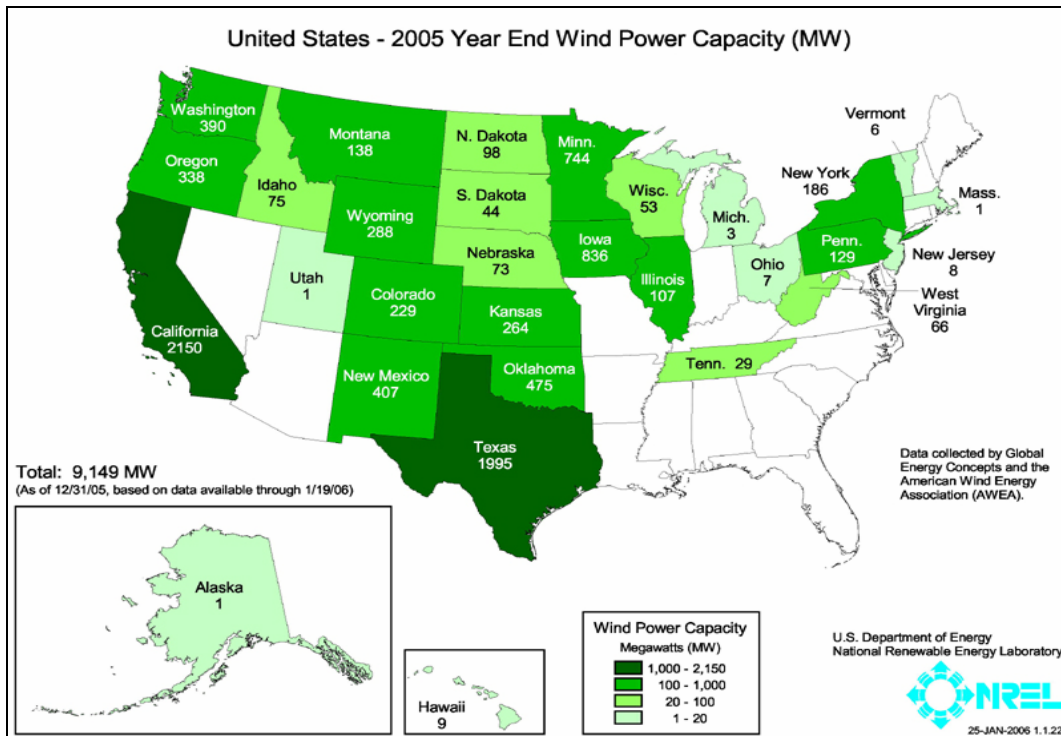 United States - 2005 Year End Wind Power Capacity (MW)
Washington
390
Oregon
338
Idaho
75
Montana
138
N. Dakota
98
Minn.
744
S. Dakota
44
Wyoming
288
Wisc.
53
Mich.
3
Vermont
6
New York
186
Mass.
1
Nebraska
73
Iowa
836
Illinois
107
Ohio
7
Penn.
129
New Jersey
8
West
Virginia
66
California
2150
Utah
1
Colorado
229
Kansas
264
New Mexico
407
Oklahoma
475
Tenn. 29
Texas
1995
Total: 9,149 MW
(As of 12/31/05, based on data available through 1/19/06)
Data collected by Global
Energy Concepts and the
American Wind Energy
Association (AWEA).
Alaska
1
Hawaii
9
Wind Power Capacity
Megawatts (MW)
1,000 - 2,150
100 - 1,000
20 - 100
1 - 20
U.S. Department of Energy
National Renewable Energy Laboratory
NREL
25-JAN-2006 1.1.22